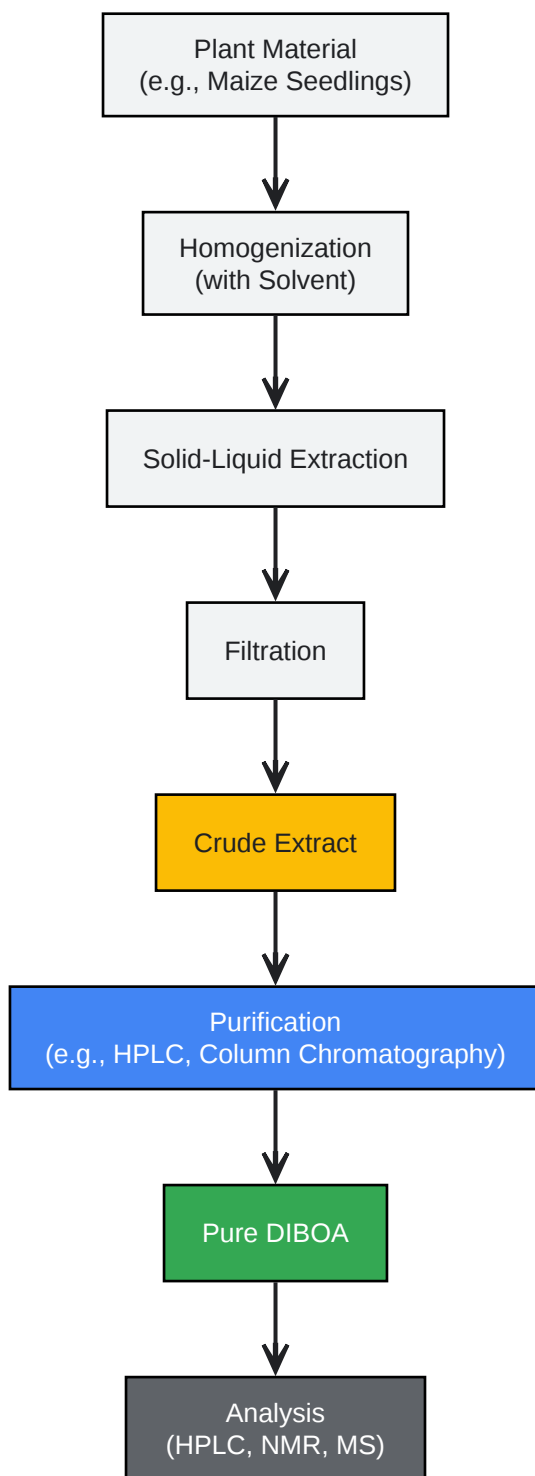 Plant Material
(e.g., Maize Seedlings)
Homogenization
(with Solvent)
Solid-Liquid Extraction
Filtration
Crude Extract
Purification
(e.g., HPLC, Column Chromatography)
Pure DIBOA
Analysis
(HPLC, NMR, MS)